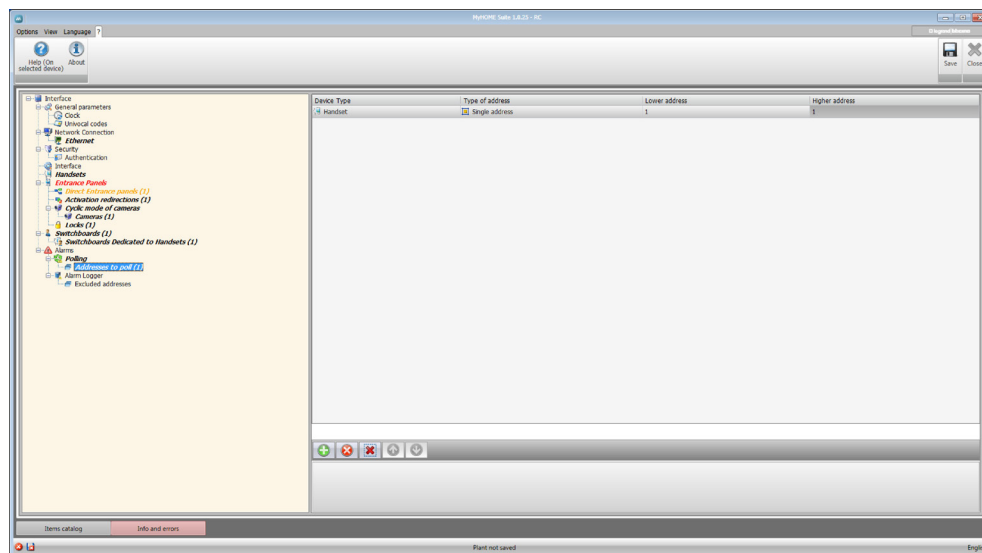 MyHOME Suite 1.8.25 - RC
Options View Language ?
Help (On selected device)
About
Save
Close
Interface
General parameters
Clock
Univocal codes
Network Connection
Ethernet
Security
Authentication
Interface
Handsets
Entrance Panels
Direct Entrance panels (1)
Activation redirections (1)
Cyclic mode of cameras
Cameras (1)
Locks (1)
Switchboards (1)
Switchboards Dedicated to Handsets (1)
Alarms
Polling
Addresses to poll (1)
Alarm Logger
Excluded addresses
Device Type Type of address Lower address Higher address
Handset Single address 1 1
Items catalog Info and errors
Plant not saved